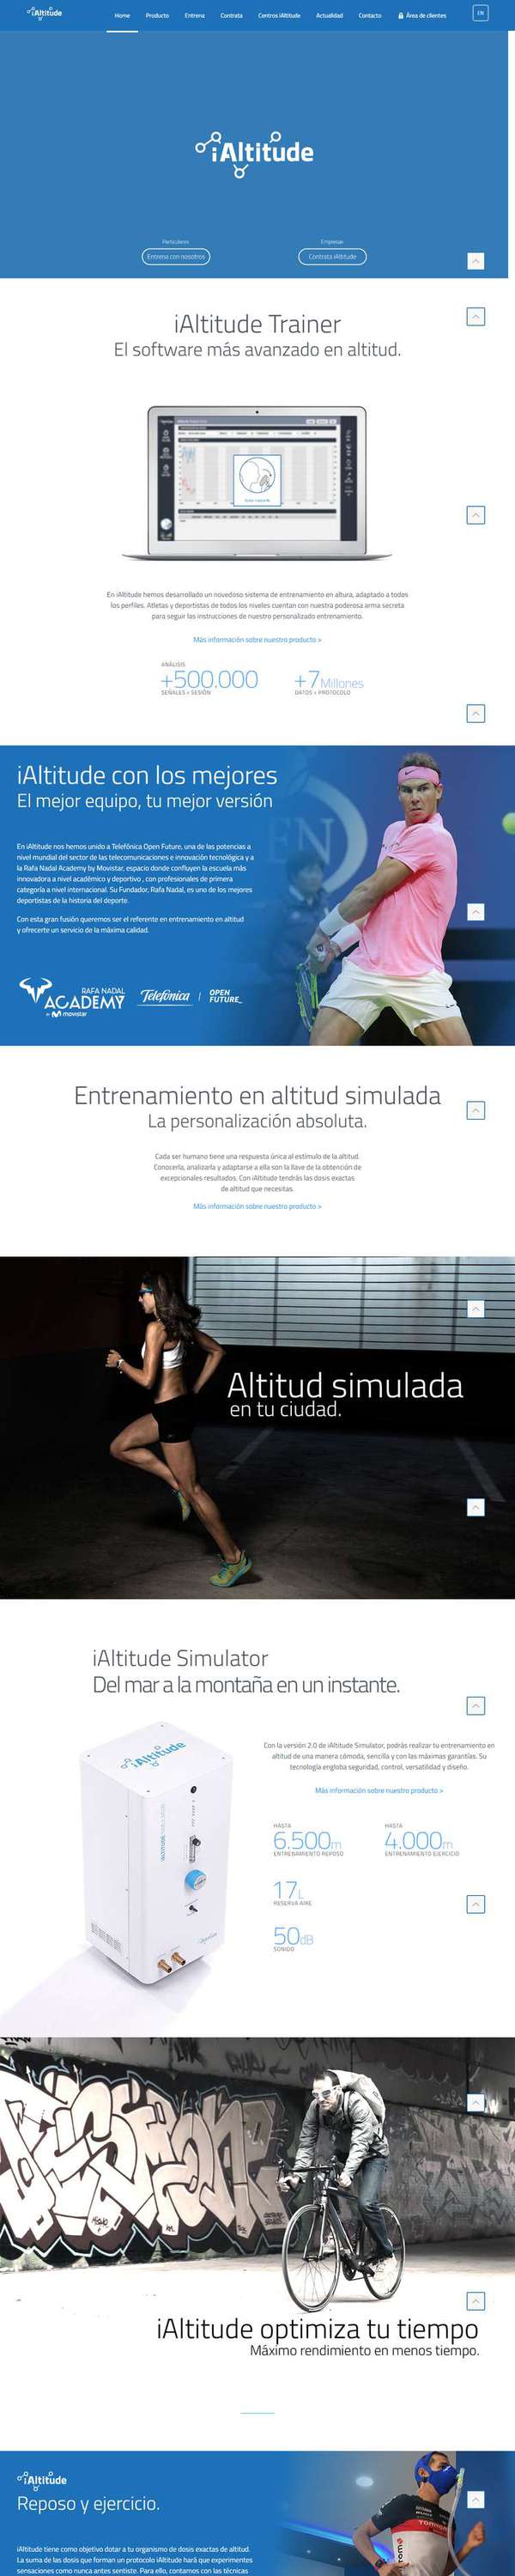 iAltitude
Home Producto Entrena Contrata Centros iAltitude Actualidad Contacto Área de clientes EN
iAltitude
Particulares Empresas
Entrena con nosotros Contrata iAltitude
iAltitude Trainer
El software más avanzado en altitud.
En iAltitude hemos desarrollado un novedoso sistema de entrenamiento en altura, adaptado a todos
los perfiles. Atletas y deportistas de todos los niveles cuentan con nuestra poderosa arma secreta
para seguir las instrucciones de nuestro personalizado entrenamiento.
Más información sobre nuestro producto >
ANÁLISIS
+500.000 +7 Millones
SEÑALES x SESIÓN DATOS x PROTOCOLO
iAltitude con los mejores
El mejor equipo, tu mejor versión
En iAltitude nos hemos unido a Telefónica Open Future, una de las potencias a
nivel mundial del sector de las telecomunicaciones e innovación tecnológica y a
la Rafa Nadal Academy by Movistar, espacio donde confluyen la escuela más
innovadora a nivel académico y deportivo , con profesionales de primera
categoría a nivel internacional. Su Fundador, Rafa Nadal, es uno de los mejores
deportistas de la historia del deporte.
Con esta gran fusión queremos ser el referente en entrenamiento en altitud
y ofrecerte un servicio de la máxima calidad.
RAFA NADAL
ACADEMY
by movistar
Telefónica | OPEN
FUTURE_
Entrenamiento en altitud simulada
La personalización absoluta.
Cada ser humano tiene una respuesta única al estímulo de la altitud.
Conocerla, analizarla y adaptarse a ella son la llave de la obtención de
excepcionales resultados. Con iAltitude tendrás las dosis exactas
de altitud que necesitas.
Más información sobre nuestro producto >
Altitud simulada
en tu ciudad.
iAltitude Simulator
Del mar a la montaña en un instante.
iAltitude
Con la versión 2.0 de iAltitude Simulator, podrás realizar tu entrenamiento en
altitud de una manera cómoda, sencilla y con las máximas garantías. Su
tecnología engloba seguridad, control, versatilidad y diseño.
Más información sobre nuestro producto >
HASTA HASTA
6.500m 4.000m
ENTRENAMIENTO REPOSO ENTRENAMIENTO EJERCICIO
17L
RESERVA AIRE
50dB
SONIDO
iAltitude optimiza tu tiempo
Máximo rendimiento en menos tiempo.
iAltitude
Reposo y ejercicio.
iAltitude tiene como objetivo dotar a tu organismo de dosis exactas de altitud.
La suma de las dosis que forman un protocolo iAltitude hará que experimentes
sensaciones como nunca antes sentiste. Para ello, contamos con las técnicas